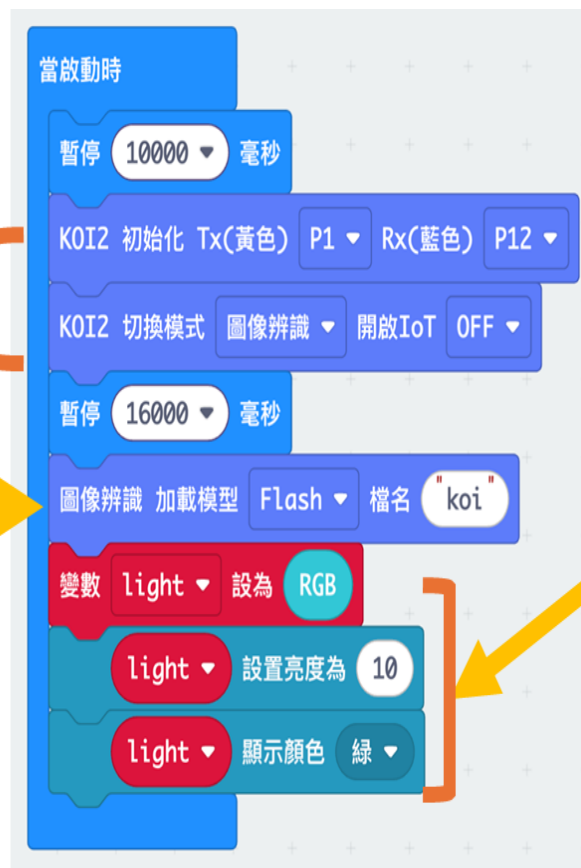 當啟動時
暫停 10000 毫秒
KOI2 初始化 Tx(黃色) P1 Rx(藍色) P12
KOI2 切換模式 圖像辨識 開啟IoT OFF
暫停 16000 毫秒
圖像辨識 加載模型 Flash 檔名 "koi"
變數 light 設為 RGB
light 設置亮度為 10
light 顯示顏色 綠